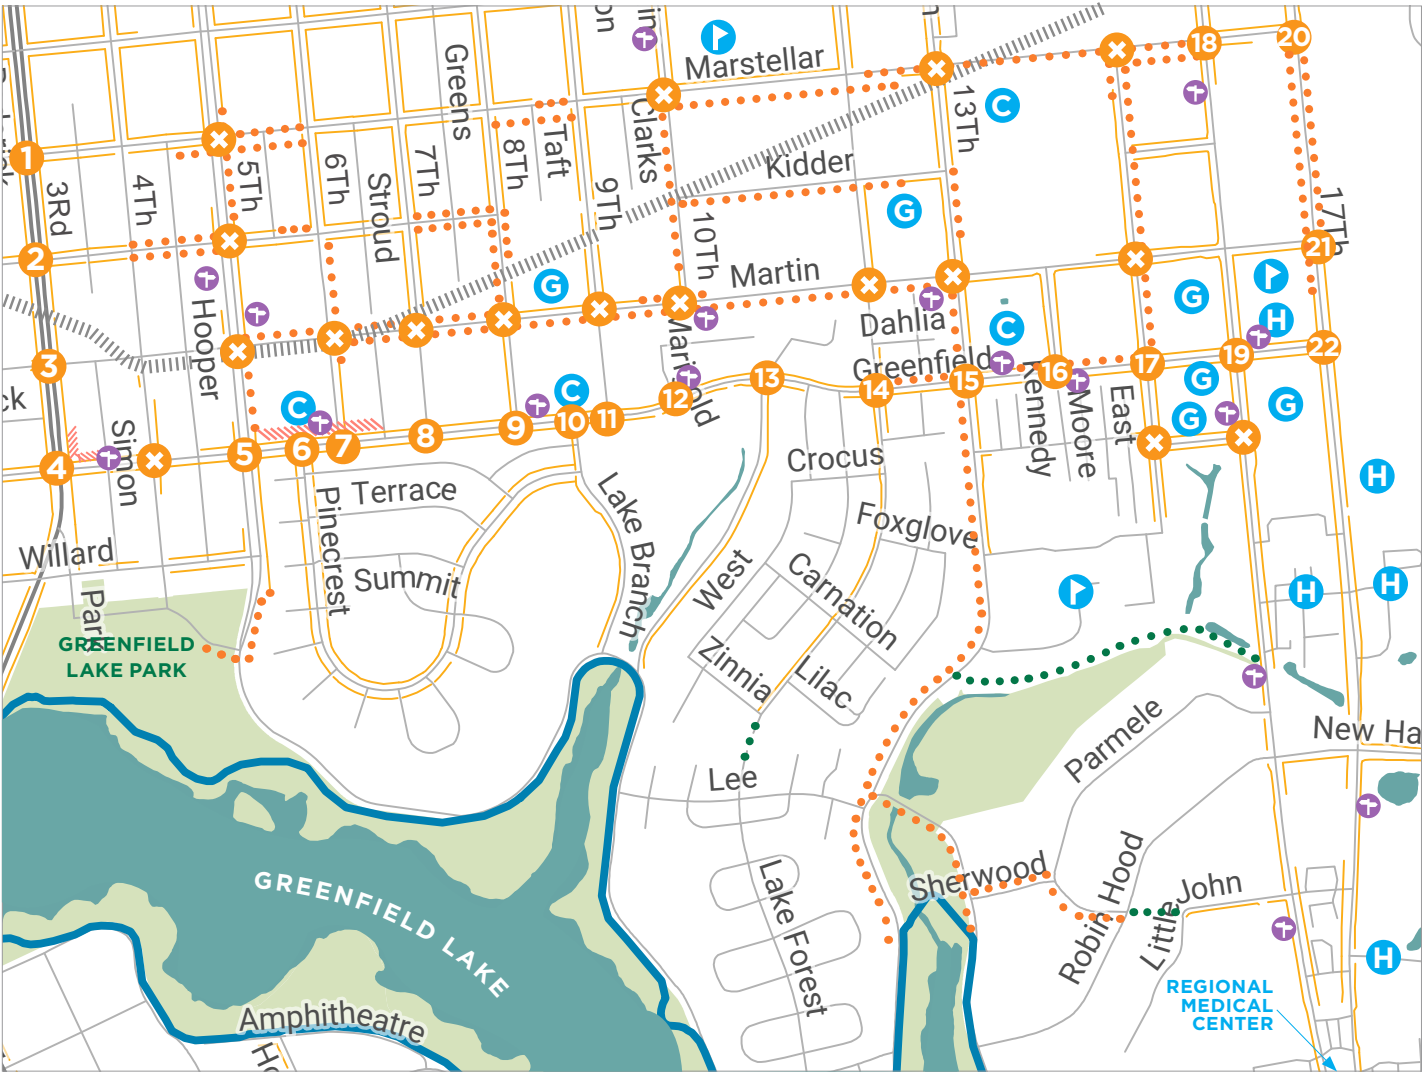 Marstellar
18
20
Greens
Clarks
C
13Th
Taft
8Th
7Th
6Th
5Th
4Th
3Rd
Stroud
9Th
Kidder
1
G
10Th
17Th
2
Martin
21
G
G
H
Hooper
Dahlia
C
Greenfield
3
13
12
14
15
16
17
19
22
Kennedy
Moore
East
G
G
G
C
C
Simon
4
5
6
7
8
9
10
11
Crocus
H
Terrace
Pinecrest
Lake Branch
Foxglove
Willard
Summit
West
Carnation
H
H
Park
GREENFIELD
LAKE PARK
Zinnia
Lilac
Parmele
New Ha
Lee
Sherwood
Robin Hood
Little John
Lake Forest
GREENFIELD LAKE
H
REGIONAL
MEDICAL
CENTER
Amphitheatre